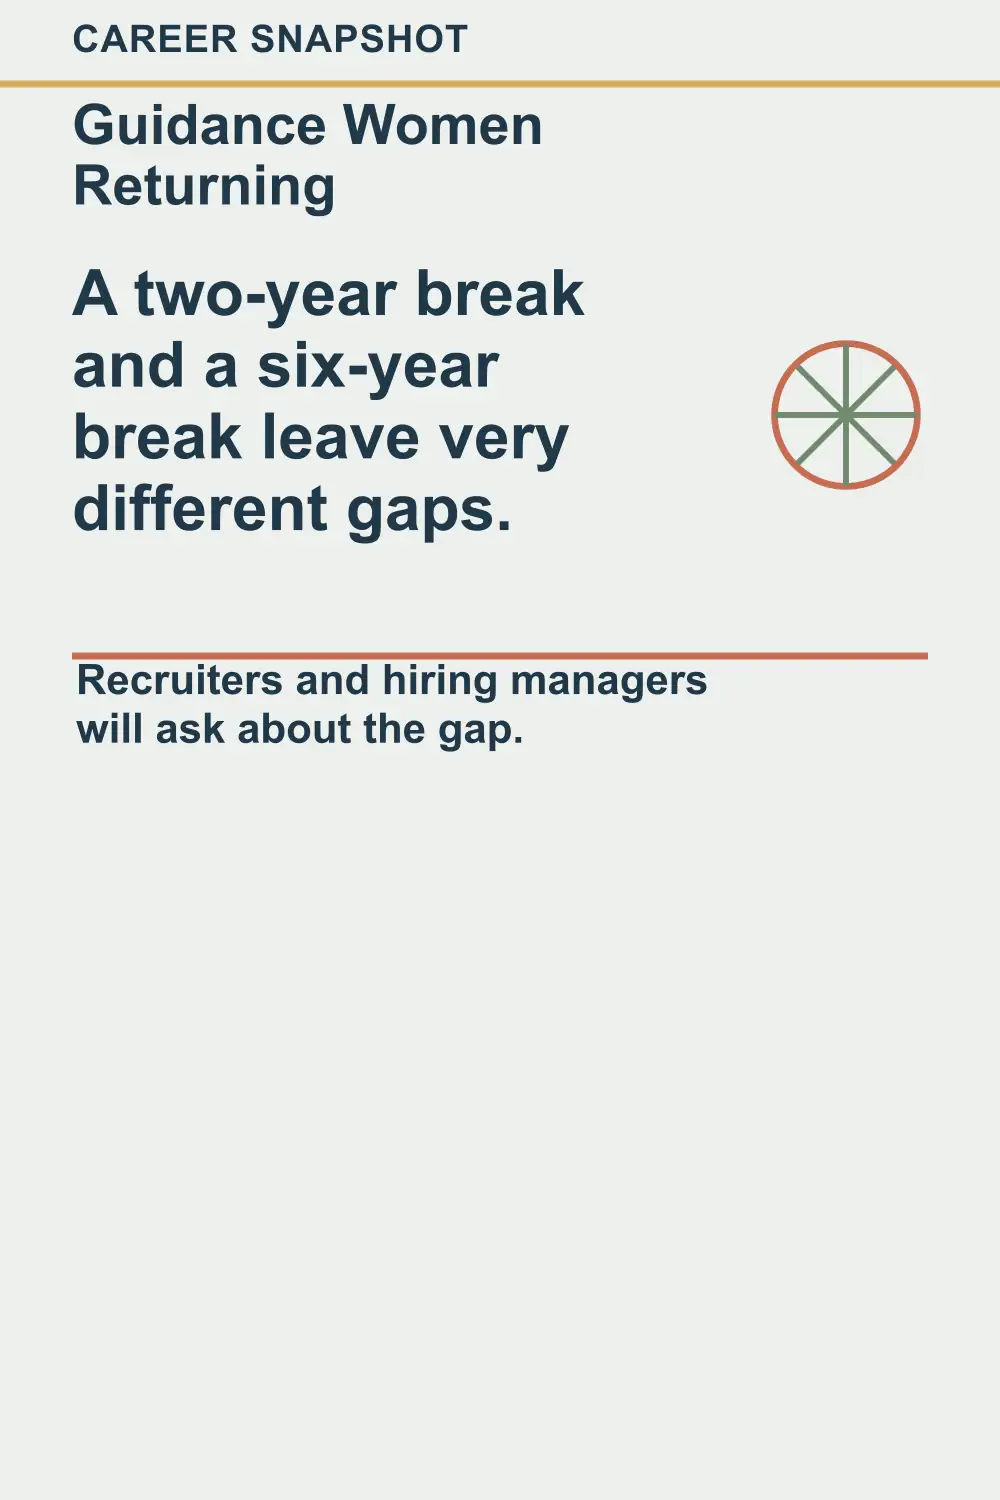 CAREER SNAPSHOT
Guidance Women
Returning
A two-year break
and a six-year
break leave very
different gaps.
Recruiters and hiring managers
will ask about the gap.